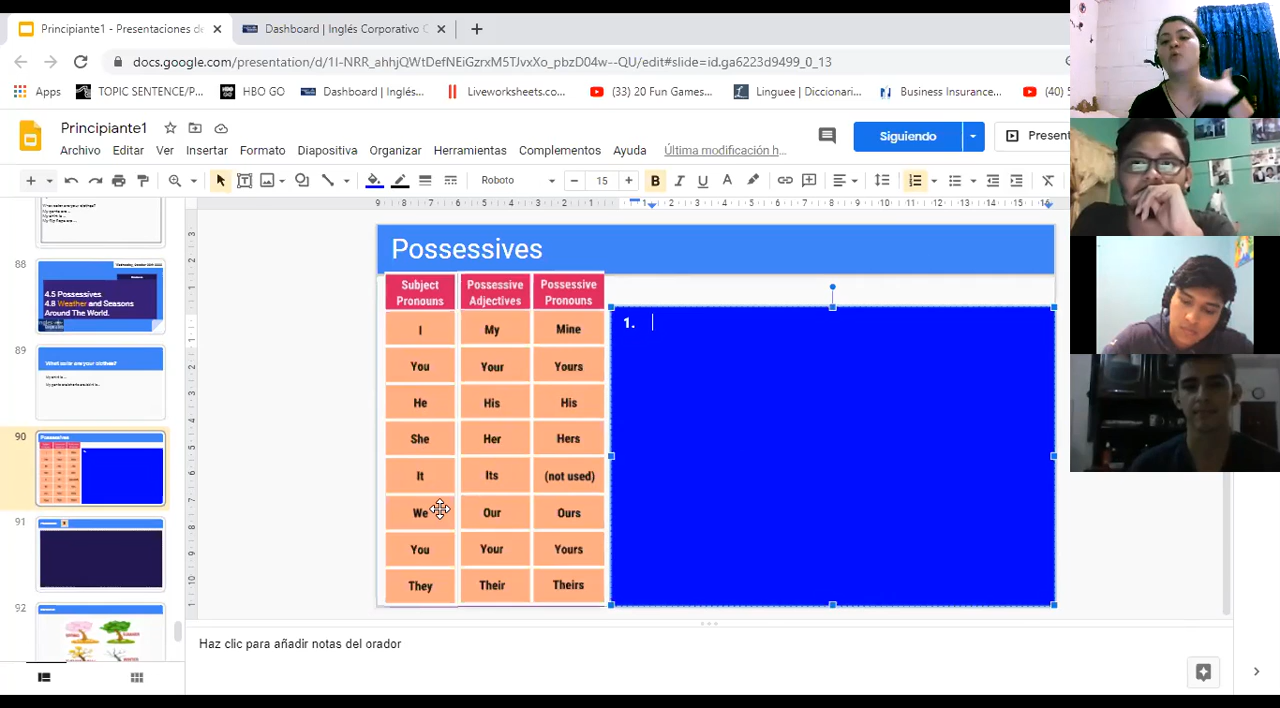 Principiante1 - Presentaciones de
Dashboard | Inglés Corporativo
docs.google.com/presentation/d/1I-NRR_ahhjQWtDefNEiGzrxM5TJvxXo_pbzD04w--QU/edit#slide=id.ga6223d9499_0_13
Apps
TOPIC SENTENCE/P...
HBO GO
Dashboard | Inglés...
Liveworksheets.co...
(33) 20 Fun Games...
Linguee | Diccionari...
Business Insurance...
(40)
Principiante1
Siguiendo
Present
Archivo Editar Ver Insertar Formato Diapositiva Organizar Herramientas Complementos Ayuda Última modificación h...
Roboto
15
88
4.5 Possessives
4.8 Weather and Seasons
Around The World.
89
What color are your clothes?
90
91
92
Possessives
Subject Pronouns Possessive Adjectives Possessive Pronouns
I My Mine
You Your Yours
He His His
She Her Hers
It Its (not used)
We Our Ours
You Your Yours
They Their Theirs
1.
Haz clic para añadir notas del orador